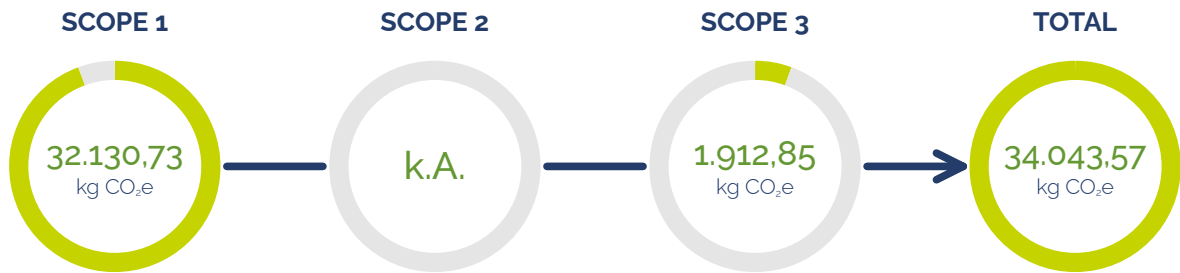 SCOPE 1
32.130,73
kg CO₂e
SCOPE 2
k.A.
SCOPE 3
1.912,85
kg CO₂e
TOTAL
34.043,57
kg CO₂e